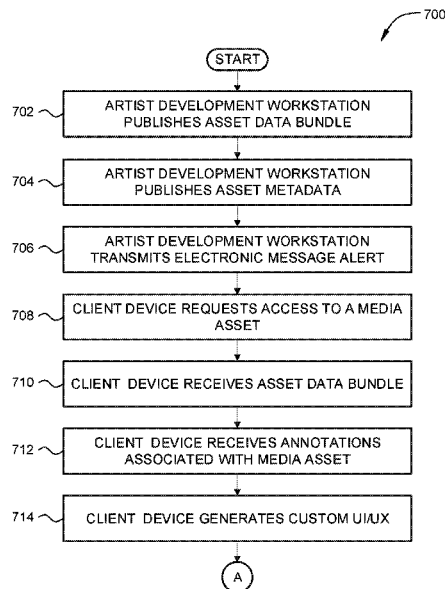 700
START
702
ARTIST DEVELOPMENT WORKSTATION
PUBLISHES ASSET DATA BUNDLE
704
ARTIST DEVELOPMENT WORKSTATION
PUBLISHES ASSET METADATA
706
ARTIST DEVELOPMENT WORKSTATION
TRANSMITS ELECTRONIC MESSAGE ALERT
708
CLIENT DEVICE REQUESTS ACCESS TO A MEDIA
ASSET
710
CLIENT DEVICE RECEIVES ASSET DATA BUNDLE
712
CLIENT DEVICE RECEIVES ANNOTATIONS
ASSOCIATED WITH MEDIA ASSET
714
CLIENT DEVICE GENERATES CUSTOM UI/UX
A